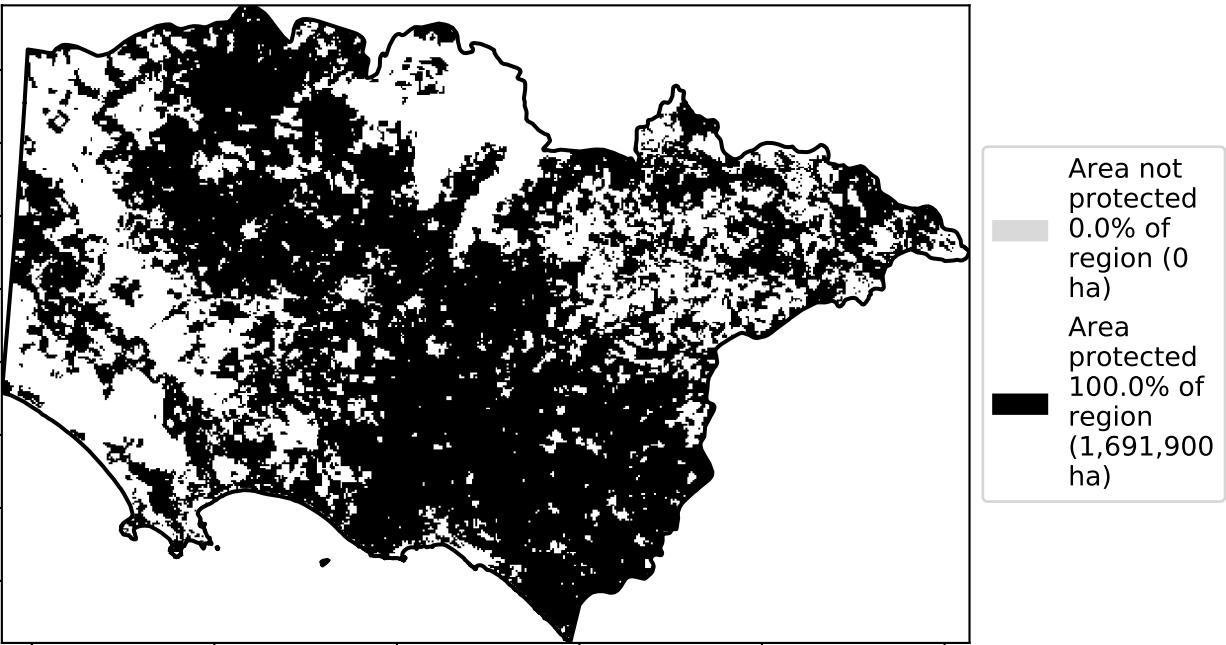 Area not
protected
0.0% of
region (0
ha)
Area
protected
100.0% of
region
(1,691,900
ha)